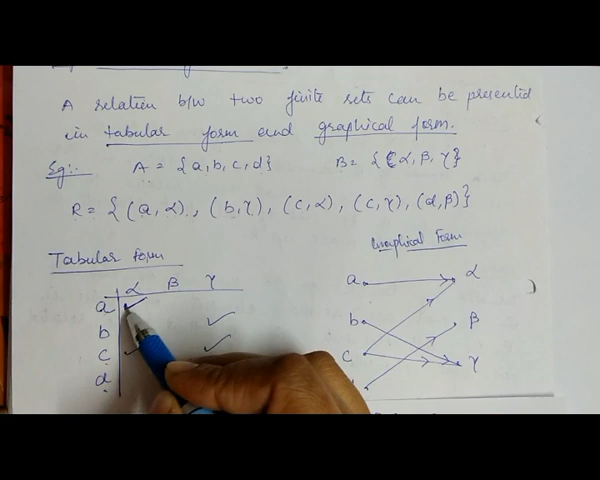 A relation b/w two finite sets can be presented
in tabular form and graphical form.
Eg:- A = {a, b, c, d} B = {α, β, γ}
R = {(a, α), (b, γ), (c, α), (c, γ), (d, β)}
Tabular Form
Graphical Form
α β γ
a ✓
b ✓
c ✓ ✓
d
a α
b β
c γ